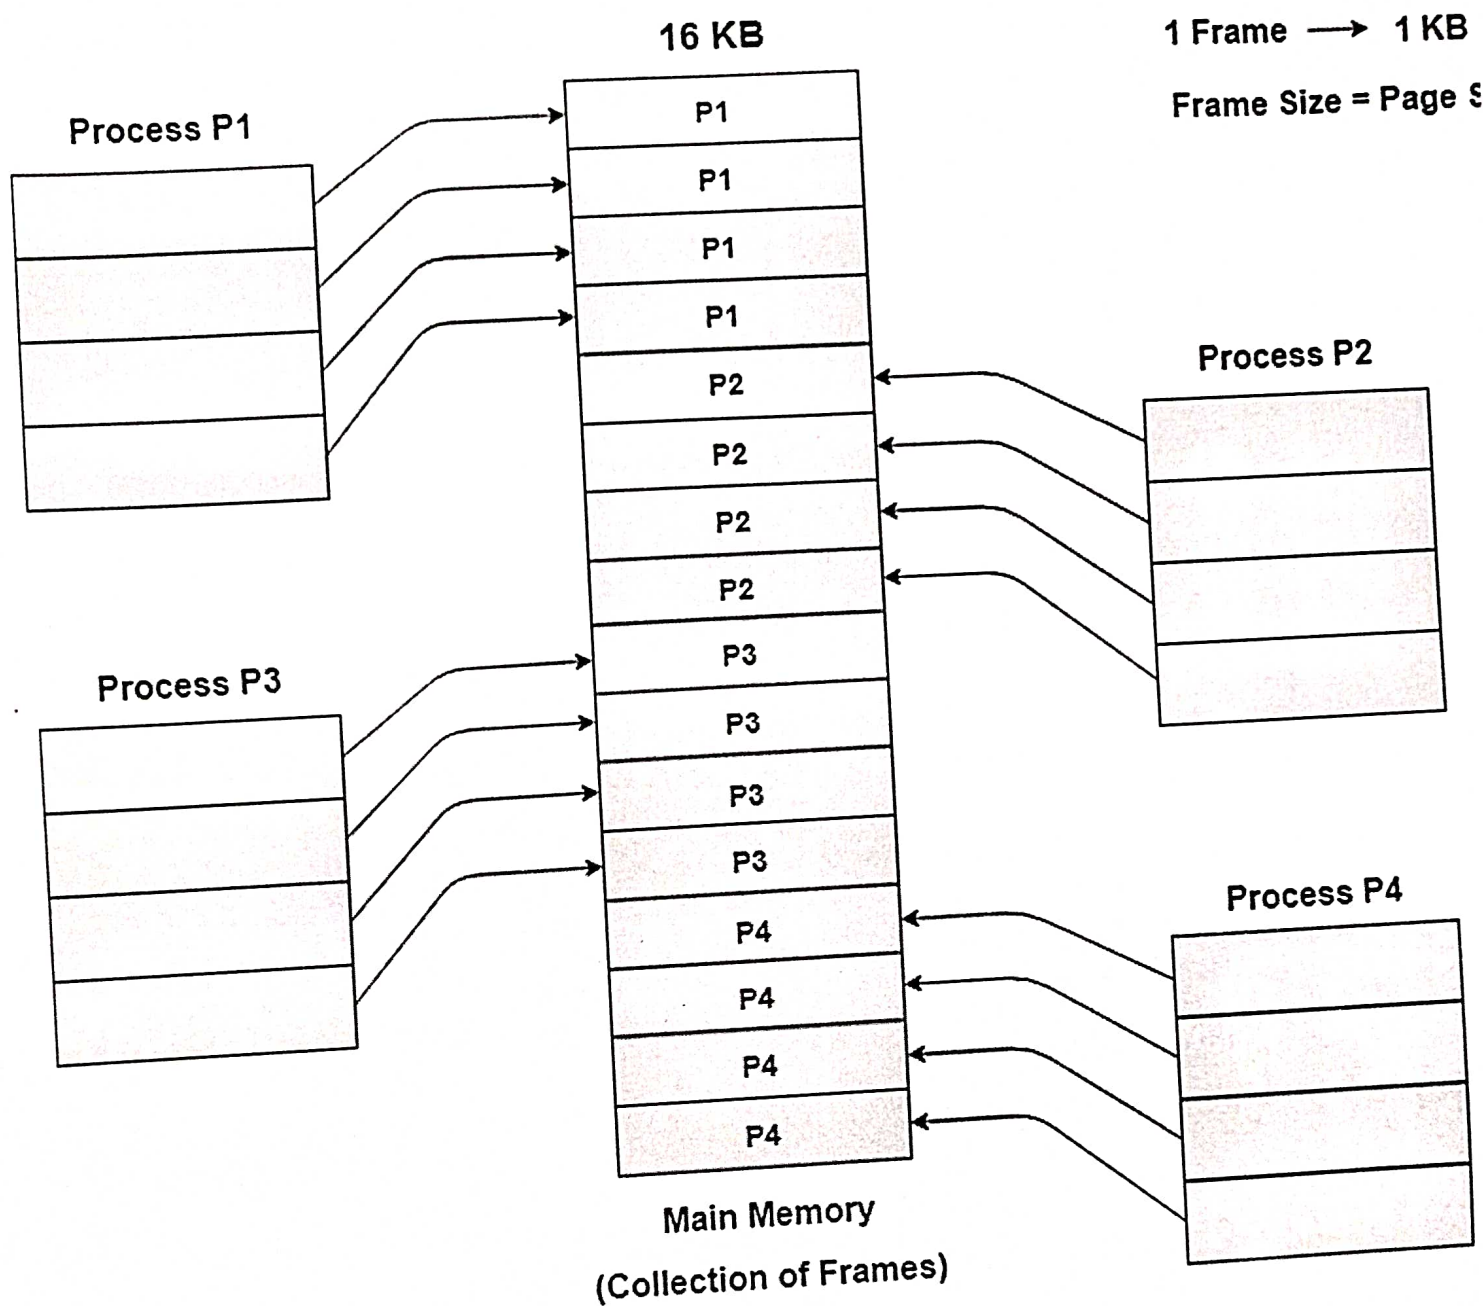 16 KB
1 Frame → 1 KB
Frame Size = Page
Process P1
P1
P1
P1
P1
Process P2
P2
P2
P2
P2
Process P3
P3
P3
P3
P3
Process P4
P4
P4
P4
P4
Main Memory
(Collection of Frames)